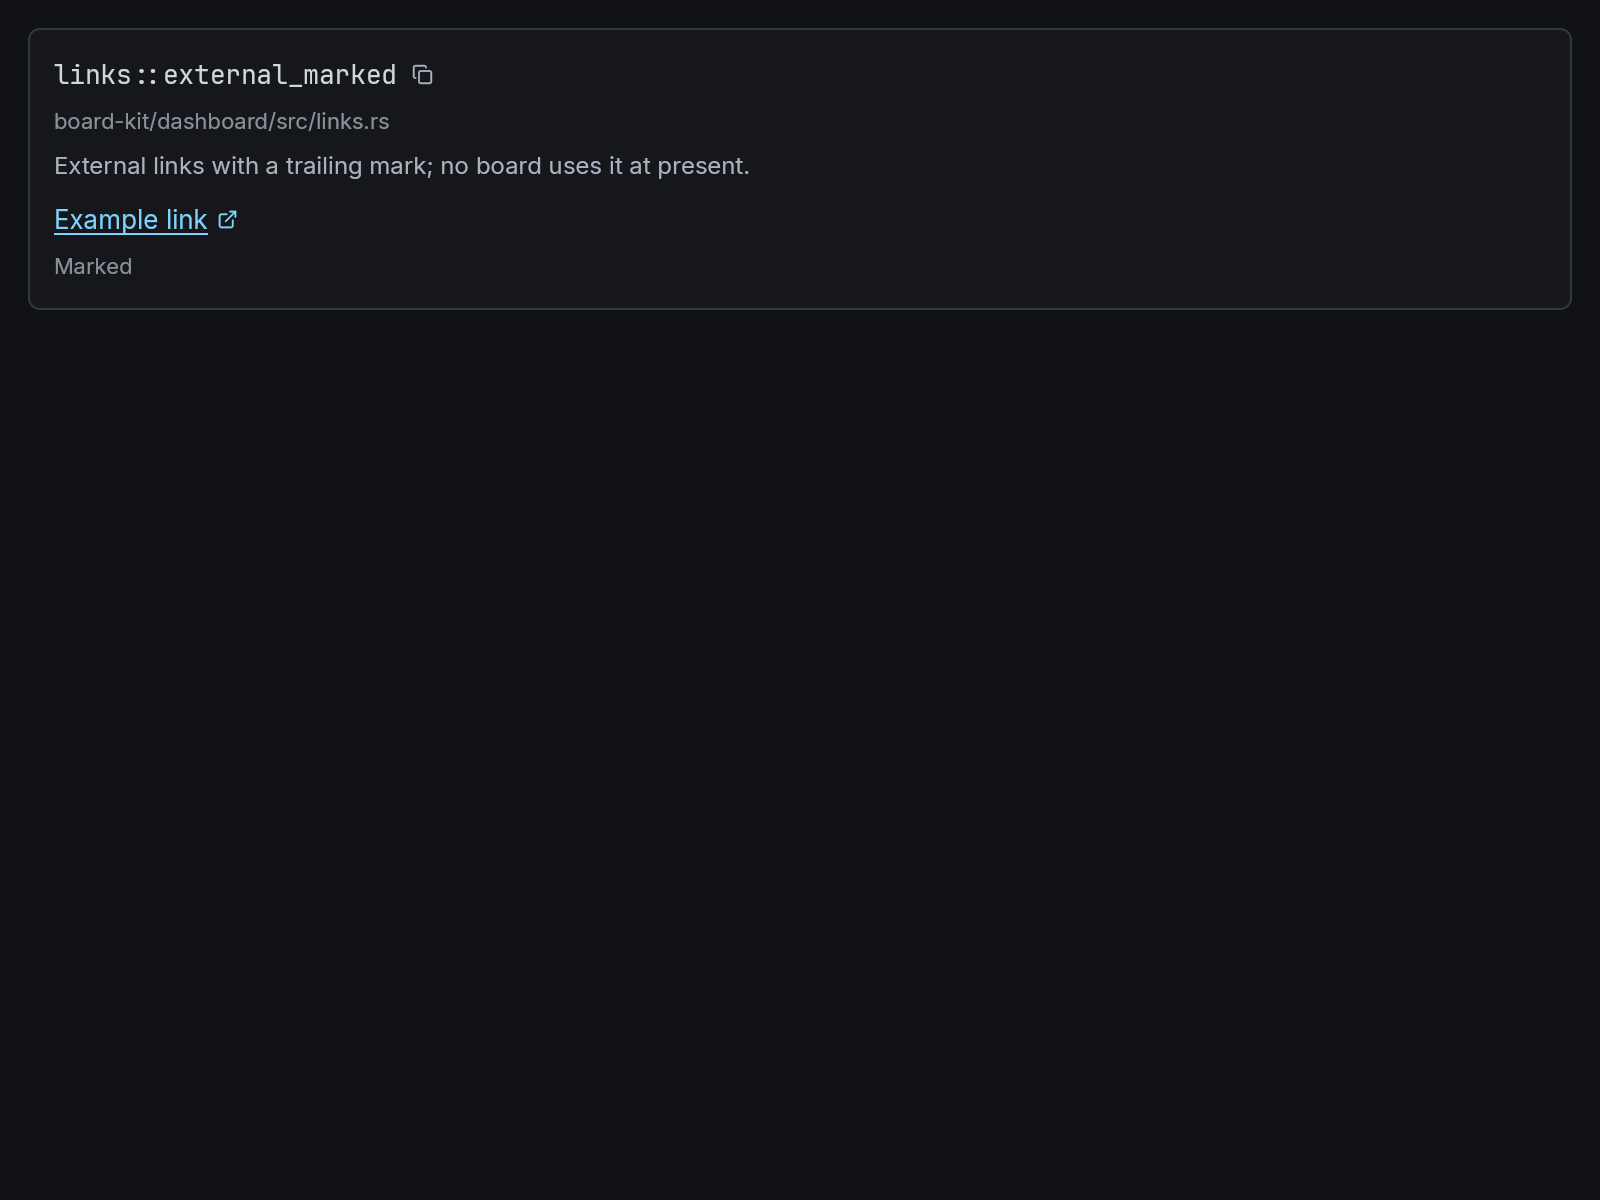 links::external_marked
board-kit/dashboard/src/links.rs
External links with a trailing mark; no board uses it at present.
Example link
Marked